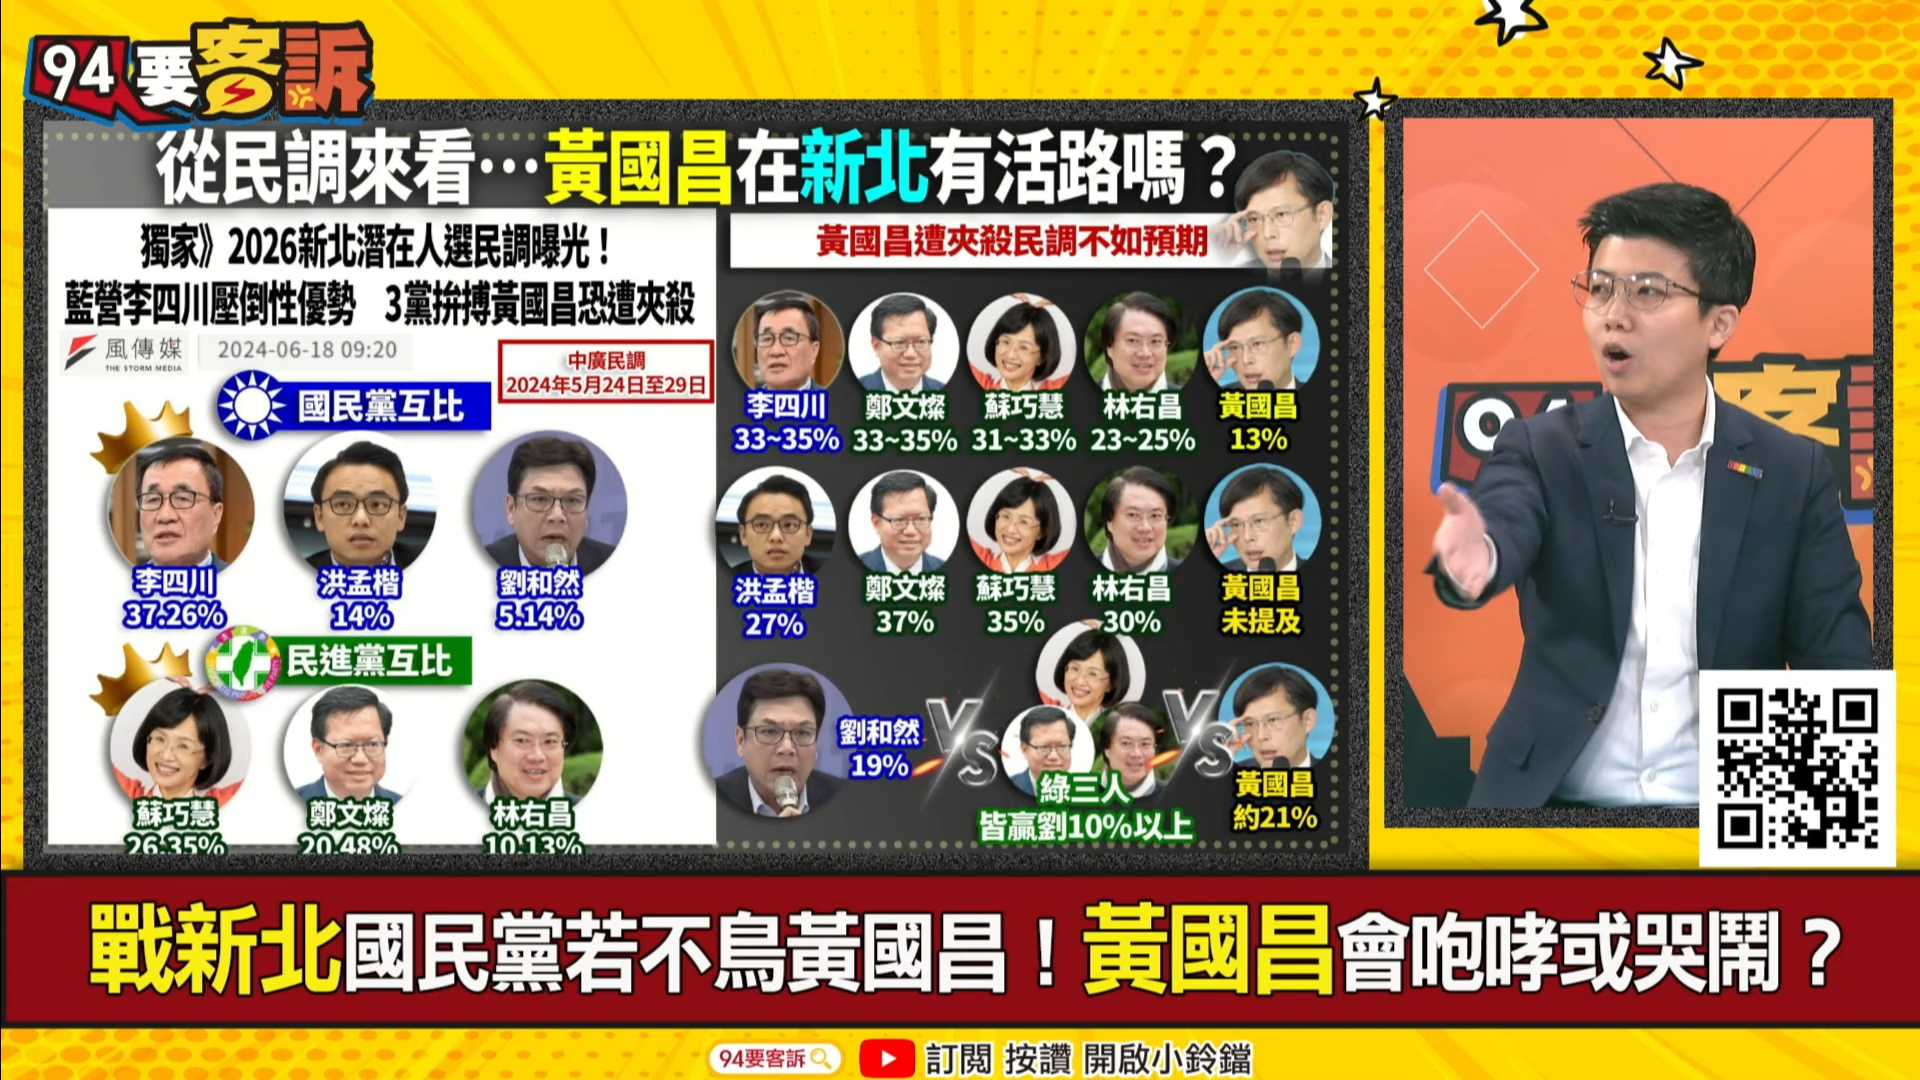 94要客訴
從民調來看…黃國昌在新北有活路嗎？
獨家》2026新北潛在人選民調曝光！
藍營李四川壓倒性優勢 3黨拚搏黃國昌恐遭夾殺
風傳媒
THE STORM MEDIA
2024-06-18 09:20
中廣民調
2024年5月24日至29日
國民黨互比
李四川
37.26%
洪孟楷
14%
劉和然
5.14%
民進黨互比
蘇巧慧
26.35%
鄭文燦
20.48%
林右昌
10.13%
黃國昌遭夾殺民調不如預期
李四川
33~35%
鄭文燦
33~35%
蘇巧慧
31~33%
林右昌
23~25%
黃國昌
13%
洪孟楷
27%
鄭文燦
37%
蘇巧慧
35%
林右昌
30%
黃國昌
未提及
劉和然
19%
VS
綠三人
皆贏劉10%以上
VS
黃國昌
約21%
戰新北國民黨若不鳥黃國昌！黃國昌會咆哮或哭鬧？
94要客訴
訂閱 按讚 開啟小鈴鐺